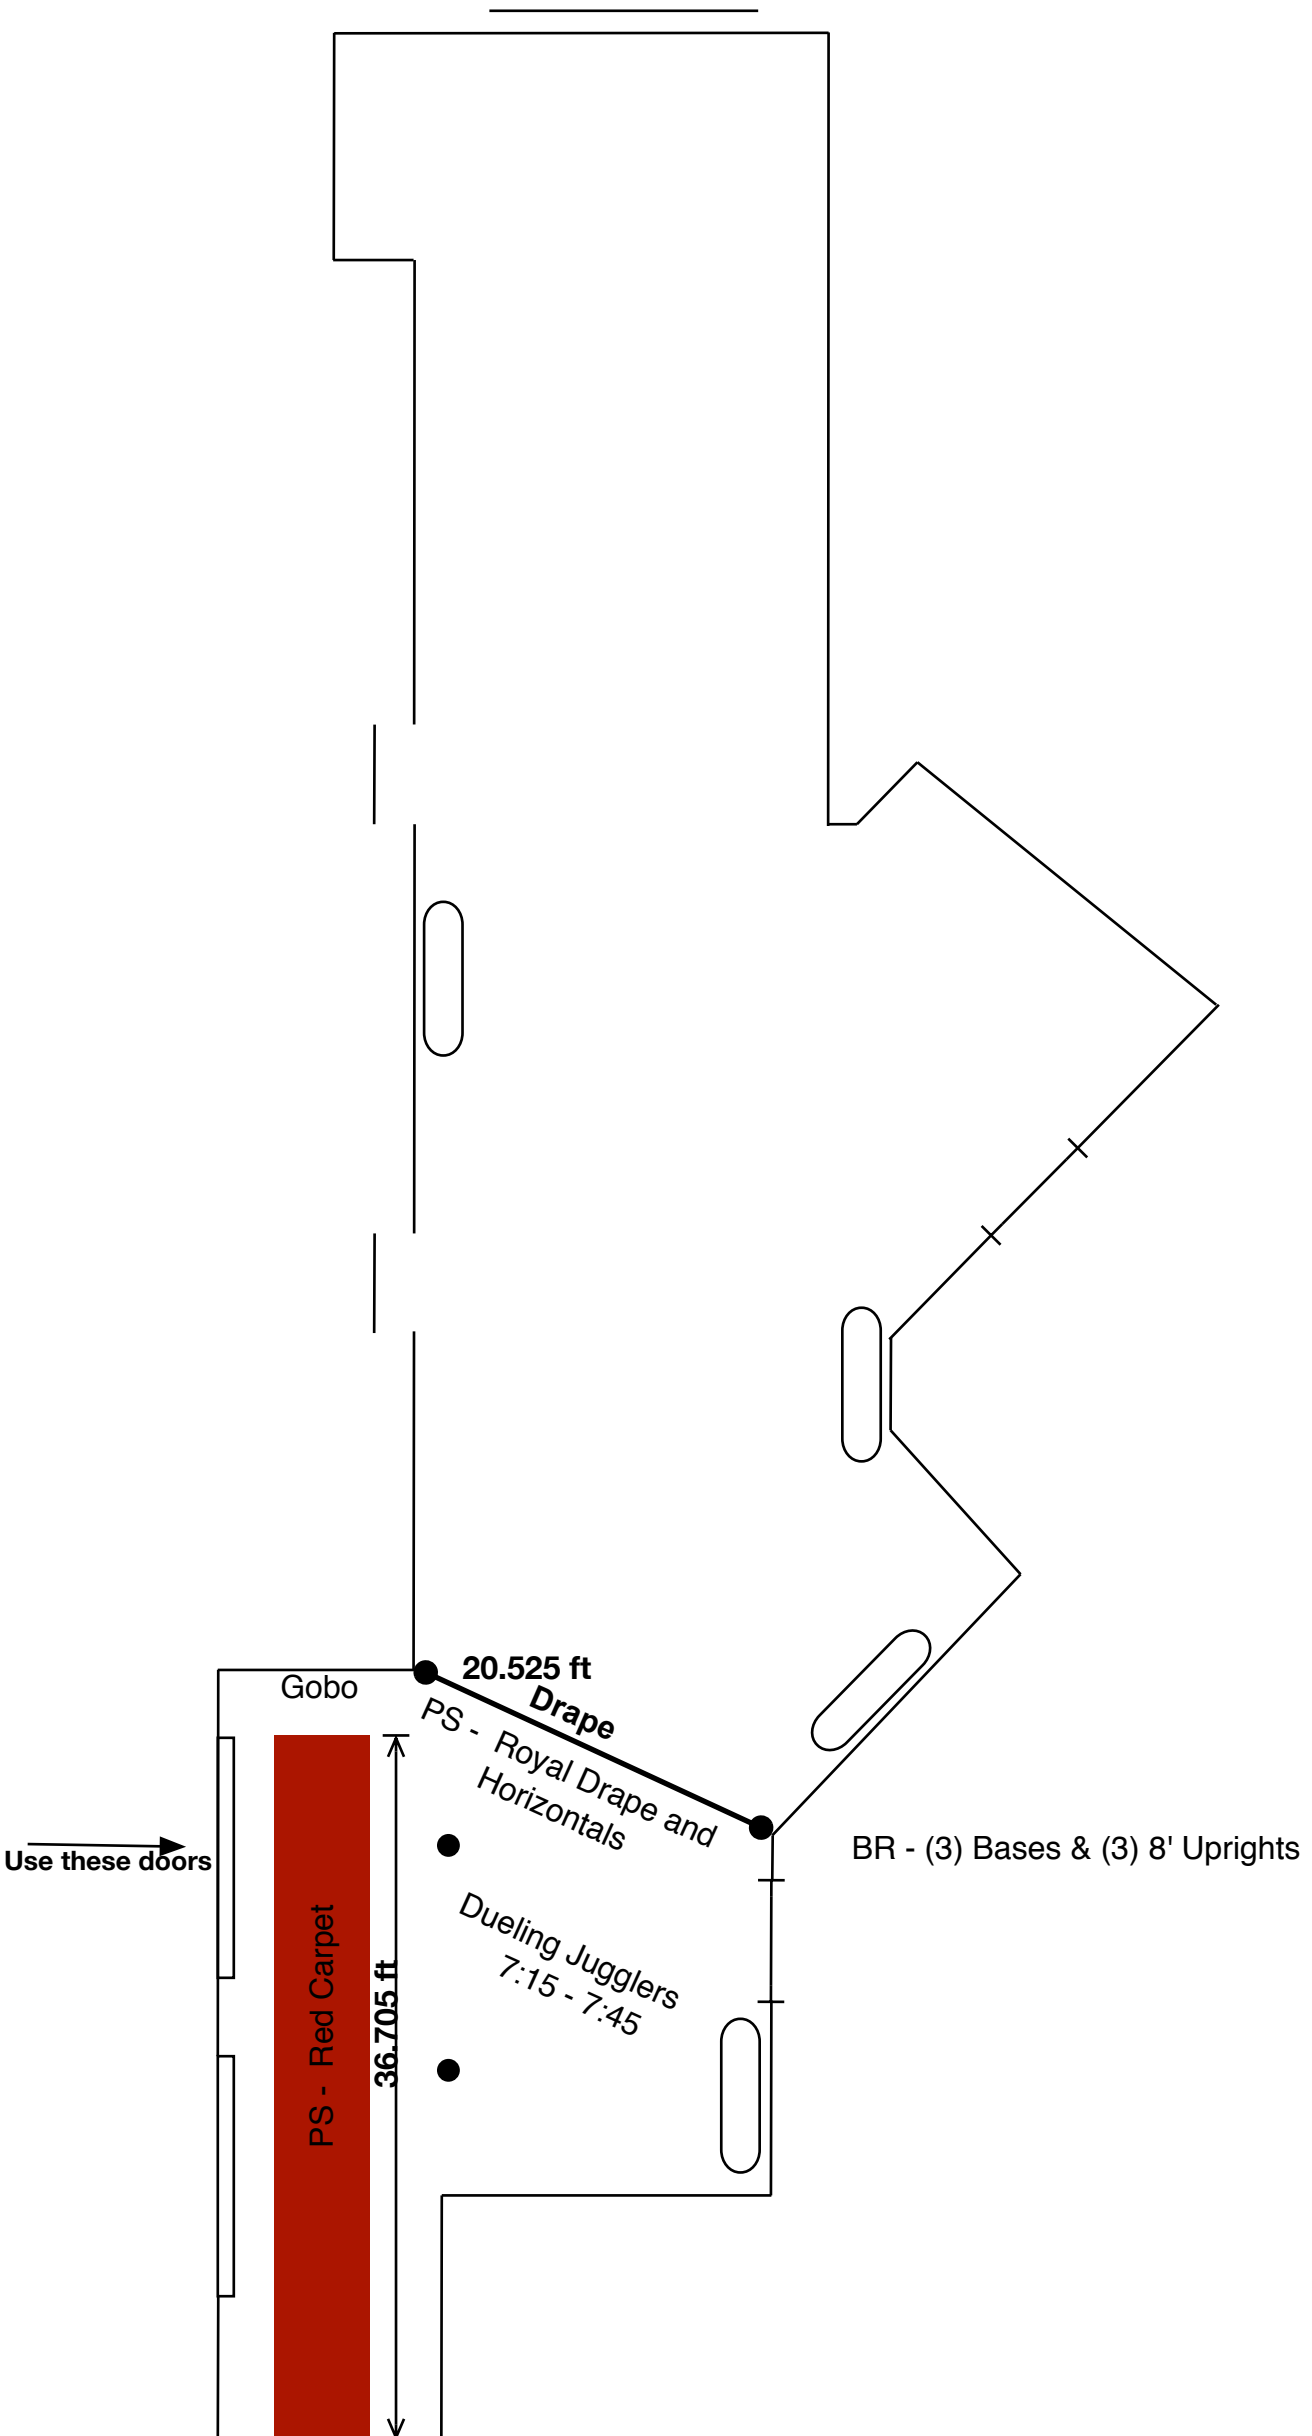 20.525 ft
Drape
Gobo
PS -  Royal Drape and
Horizontals
Use these doors
BR - (3) Bases & (3) 8' Uprights
PS -  Red Carpet
36.705 ft
Dueling Jugglers
7:15 - 7:45